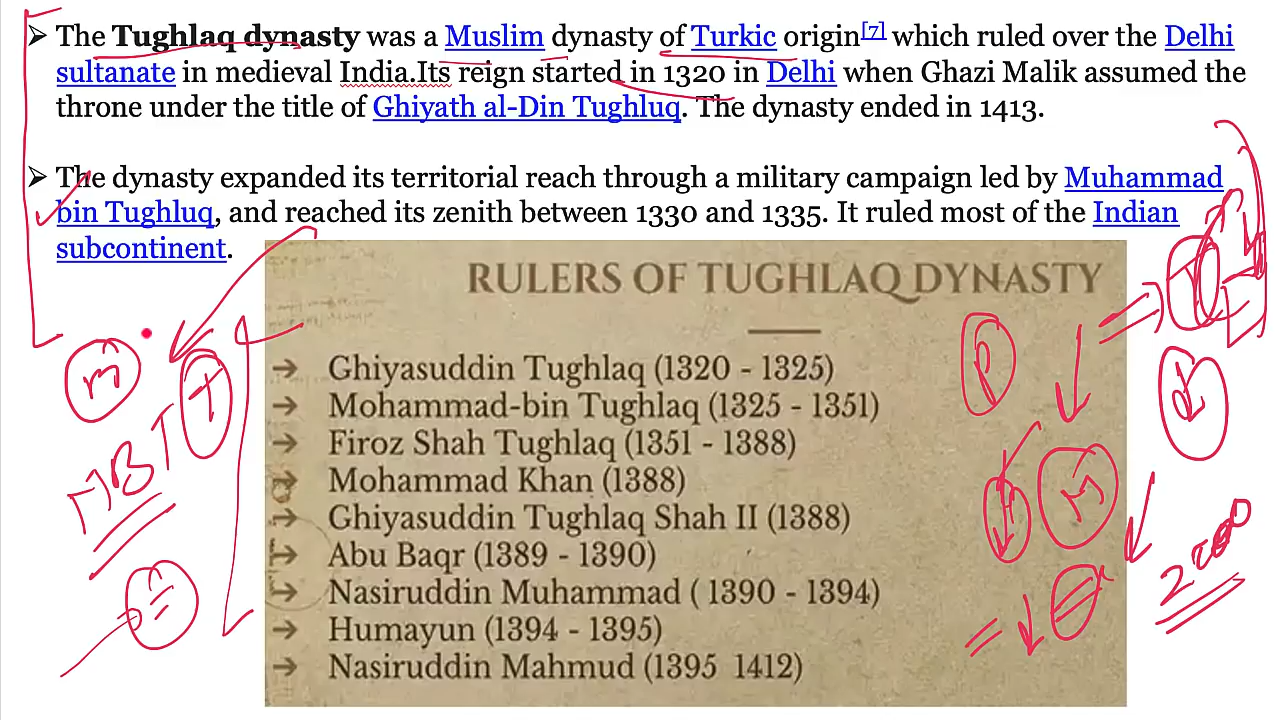 ➢ The Tughlaq dynasty was a Muslim dynasty of Turkic origin[7] which ruled over the Delhi
sultanate in medieval India.Its reign started in 1320 in Delhi when Ghazi Malik assumed the
throne under the title of Ghiyath al-Din Tughluq. The dynasty ended in 1413.
➢ The dynasty expanded its territorial reach through a military campaign led by Muhammad
bin Tughluq, and reached its zenith between 1330 and 1335. It ruled most of the Indian
subcontinent.
RULERS OF TUGHLAQ DYNASTY
→ Ghiyasuddin Tughlaq (1320 - 1325)
→ Mohammad-bin Tughlaq (1325 - 1351)
→ Firoz Shah Tughlaq (1351 - 1388)
→ Mohammad Khan (1388)
→ Ghiyasuddin Tughlaq Shah II (1388)
→ Abu Baqr (1389 - 1390)
→ Nasiruddin Muhammad ( 1390 - 1394)
→ Humayun (1394 - 1395)
→ Nasiruddin Mahmud (1395 1412)
MBT